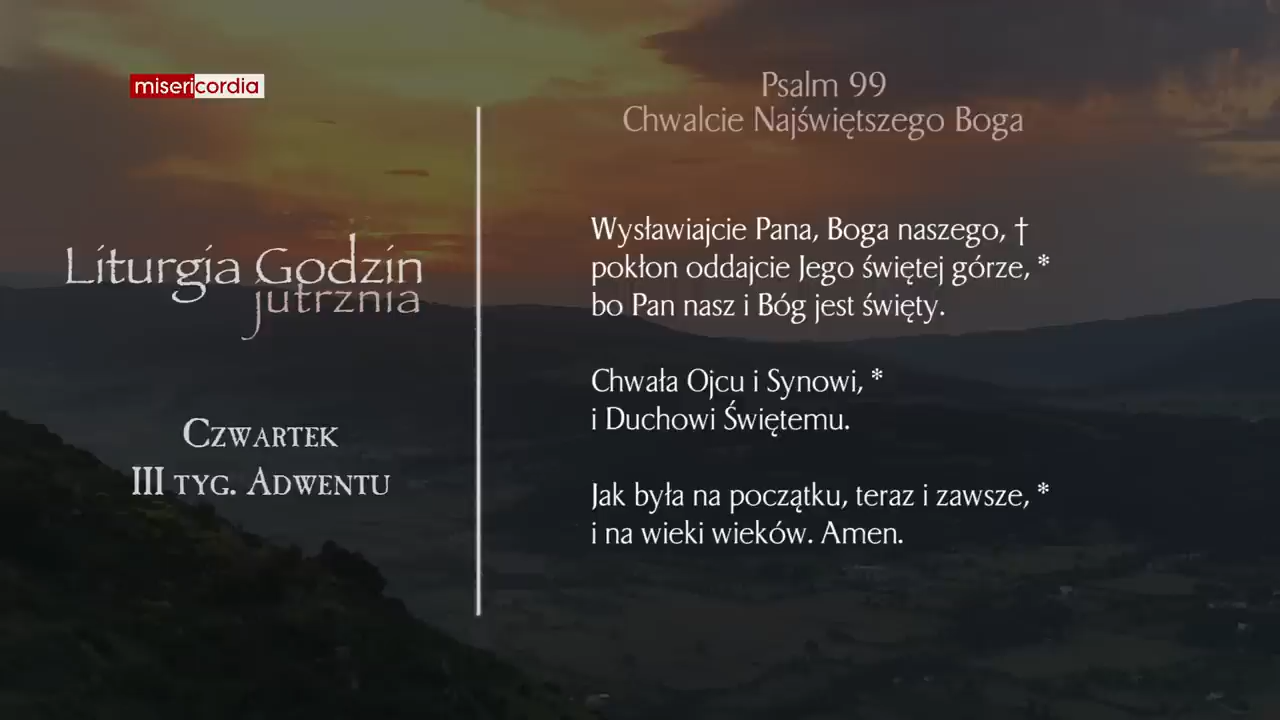 misericordia
Liturgia Godzin
jutrznia
Czwartek
III tyg. Adwentu
Psalm 99
Chwalcie Najświętszego Boga
Wysławiajcie Pana, Boga naszego, †
pokłon oddajcie Jego świętej górze, *
bo Pan nasz i Bóg jest święty.
Chwała Ojcu i Synowi, *
i Duchowi Świętemu.
Jak była na początku, teraz i zawsze, *
i na wieki wieków. Amen.